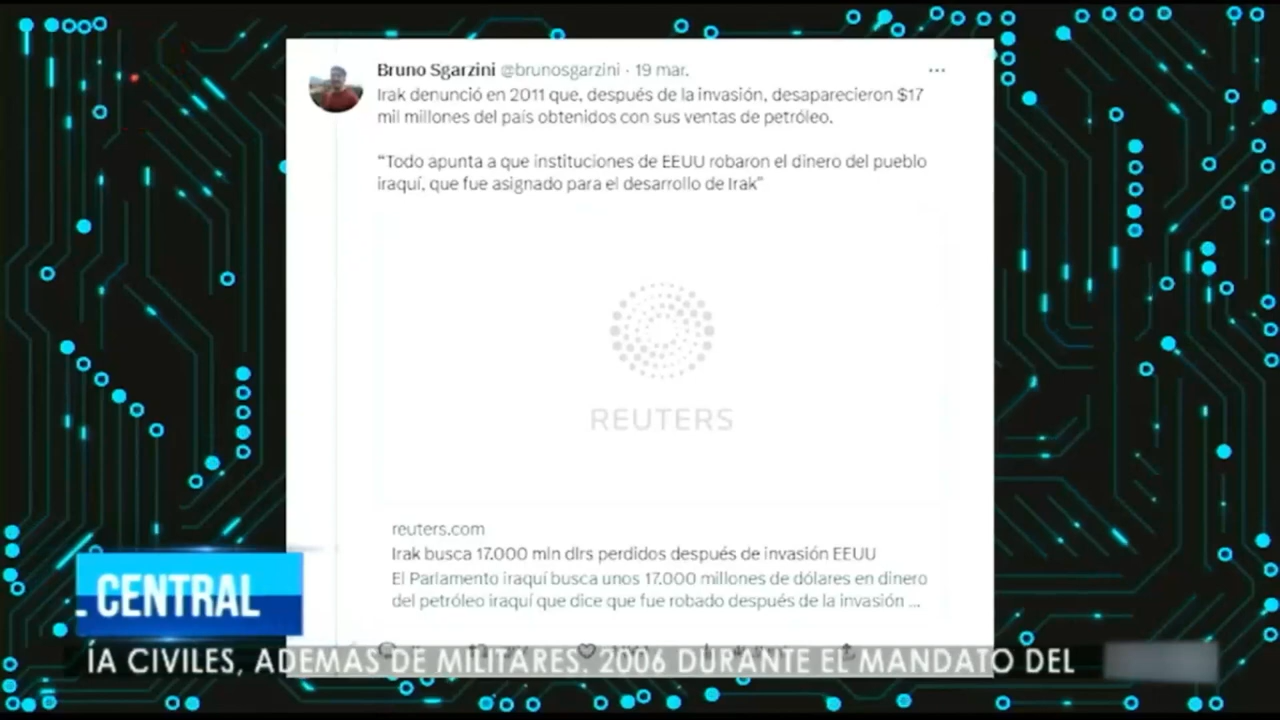 Bruno Sgarzini @brunosgarzini · 19 mar.
Irak denunció en 2011 que, después de la invasión, desaparecieron $17
mil millones del país obtenidos con sus ventas de petróleo.
“Todo apunta a que instituciones de EEUU robaron el dinero del pueblo
iraquí, que fue asignado para el desarrollo de Irak”
REUTERS
reuters.com
Irak busca 17.000 mln dlrs perdidos después de invasión EEUU
El Parlamento iraquí busca unos 17.000 millones de dólares en dinero
del petróleo iraquí que dice que fue robado después de la invasión ...
CENTRAL
ÍA CIVILES, ADEMÁS DE MILITARES. 2006 DURANTE EL MANDATO DEL